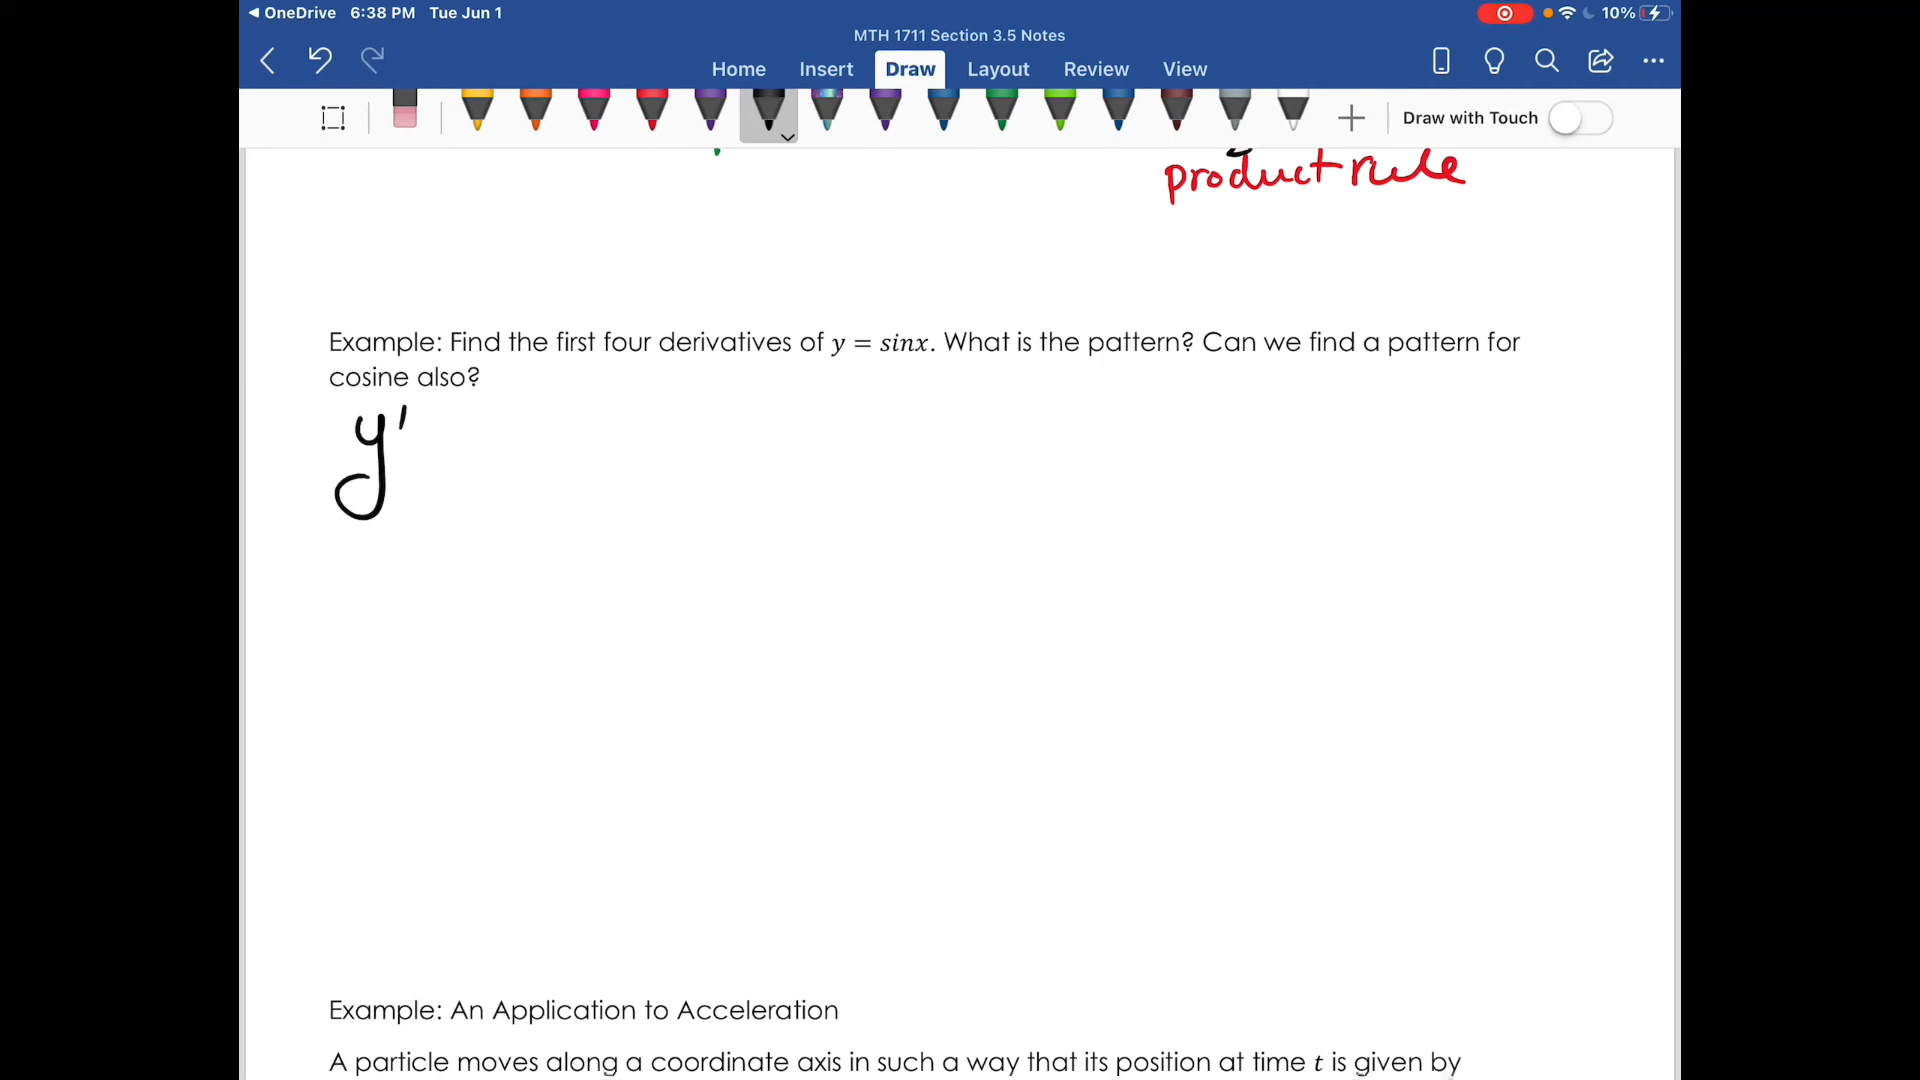 OneDrive 6:38 PM Tue Jun 1
10%
MTH 1711 Section 3.5 Notes
Home Insert Draw Layout Review View
Draw with Touch
product rule
Example: Find the first four derivatives of y = sinx. What is the pattern? Can we find a pattern for
cosine also?
y'
Example: An Application to Acceleration
A particle moves along a coordinate axis in such a way that its position at time t is given by